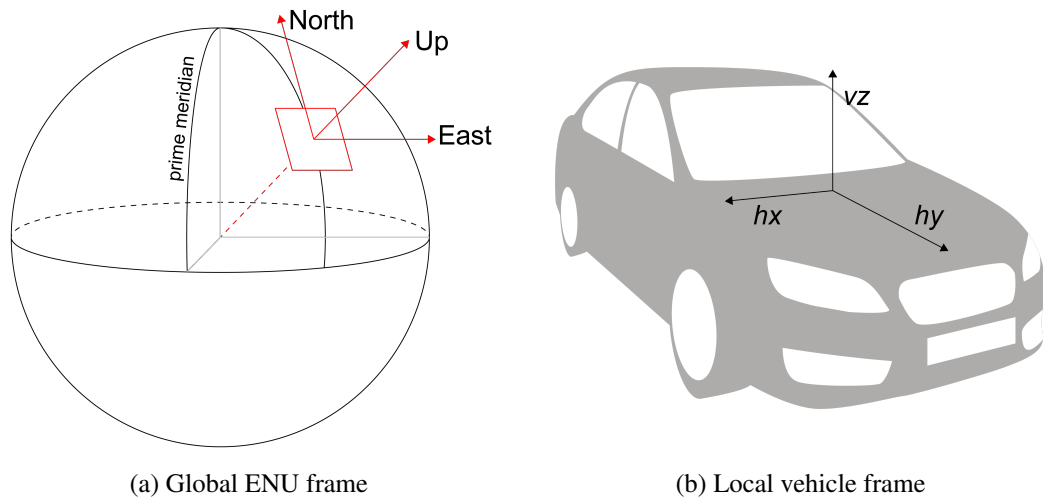 North
Up
East
prime meridian
vz
hx
hy
(a) Global ENU frame
(b) Local vehicle frame